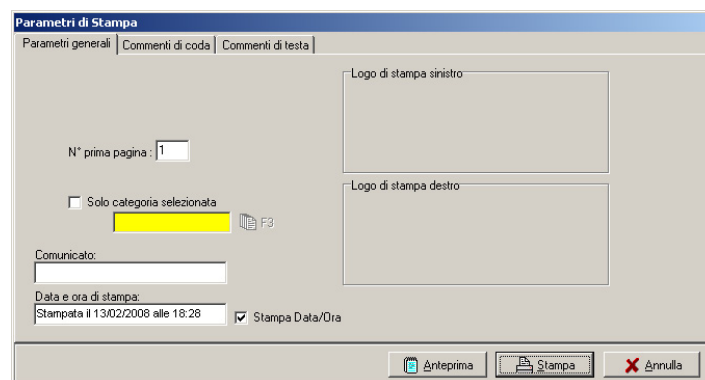 Parametri di Stampa
Parametri generali Commenti di coda Commenti di testa
Logo di stampa sinistro
N° prima pagina : 1
Logo di stampa destro
Solo categoria selezionata
F3
Comunicato:
Data e ora di stampa:
Stampata il 13/02/2008 alle 18:28 Stampa Data/Ora
Anteprima Stampa Annulla